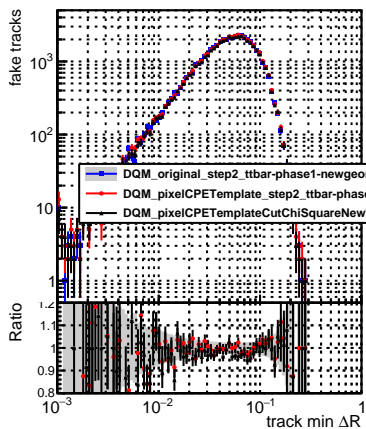 fake tracks
10³
10²
10
1
DQM_original_step2_ttbar-phase1-newgeon
DQM_pixelCPETemplate_step2_ttbar-phase
DQM_pixelCPETemplateCutChiSquareNew
Ratio
1.2
1.1
1
0.9
0.8
10⁻³ 10⁻² 10⁻¹ 1
track min ΔR